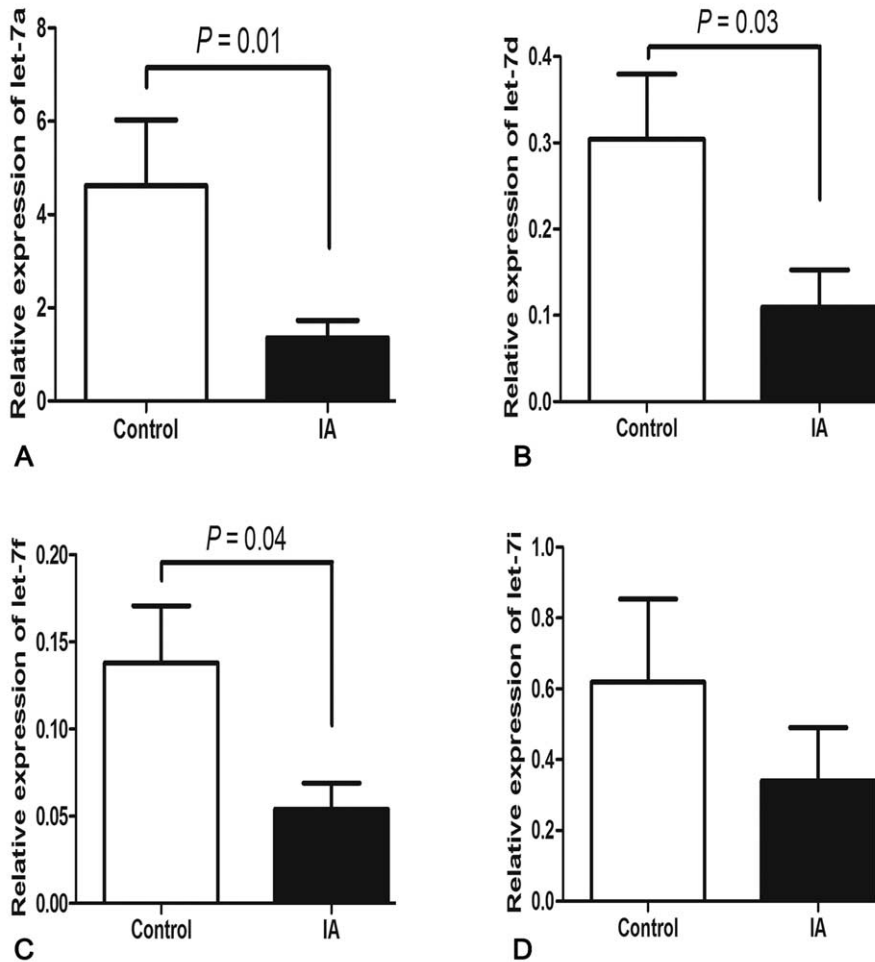 P = 0.01
Relative expression of let-7a
8
6
4
2
0
Control IA
A
P = 0.03
Relative expression of let-7d
0.4
0.3
0.2
0.1
0.0
Control IA
B
P = 0.04
Relative expression of let-7f
0.20
0.15
0.10
0.05
0.00
Control IA
C
Relative expression of let-7i
1.0
0.8
0.6
0.4
0.2
0.0
Control IA
D